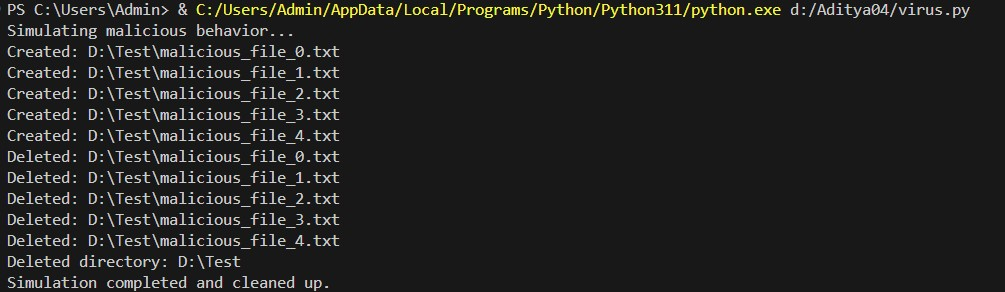 PS C:\Users\Admin> & C:/Users/Admin/AppData/Local/Programs/Python/Python311/python.exe d:/Aditya04/virus.py
Simulating malicious behavior...
Created: D:\Test\malicious_file_0.txt
Created: D:\Test\malicious_file_1.txt
Created: D:\Test\malicious_file_2.txt
Created: D:\Test\malicious_file_3.txt
Created: D:\Test\malicious_file_4.txt
Deleted: D:\Test\malicious_file_0.txt
Deleted: D:\Test\malicious_file_1.txt
Deleted: D:\Test\malicious_file_2.txt
Deleted: D:\Test\malicious_file_3.txt
Deleted: D:\Test\malicious_file_4.txt
Deleted directory: D:\Test
Simulation completed and cleaned up.